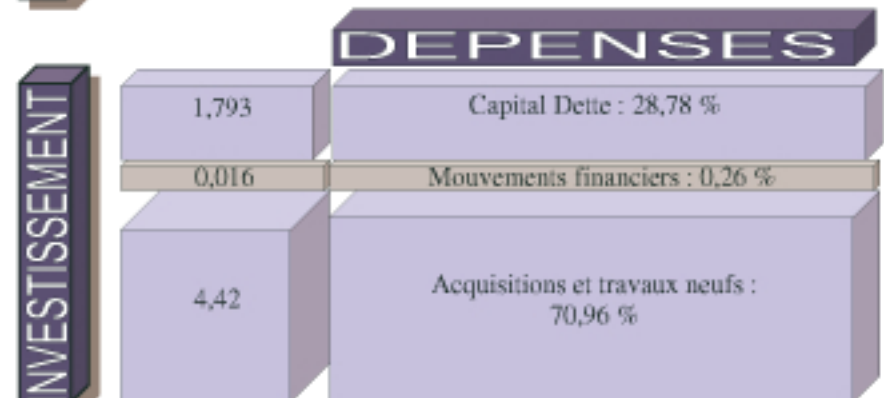 DEPENSES
INVESTISSEMENT
1,793
Capital Dette : 28,78 %
0,016
Mouvements financiers : 0,26 %
4,42
Acquisitions et travaux neufs :
70,96 %